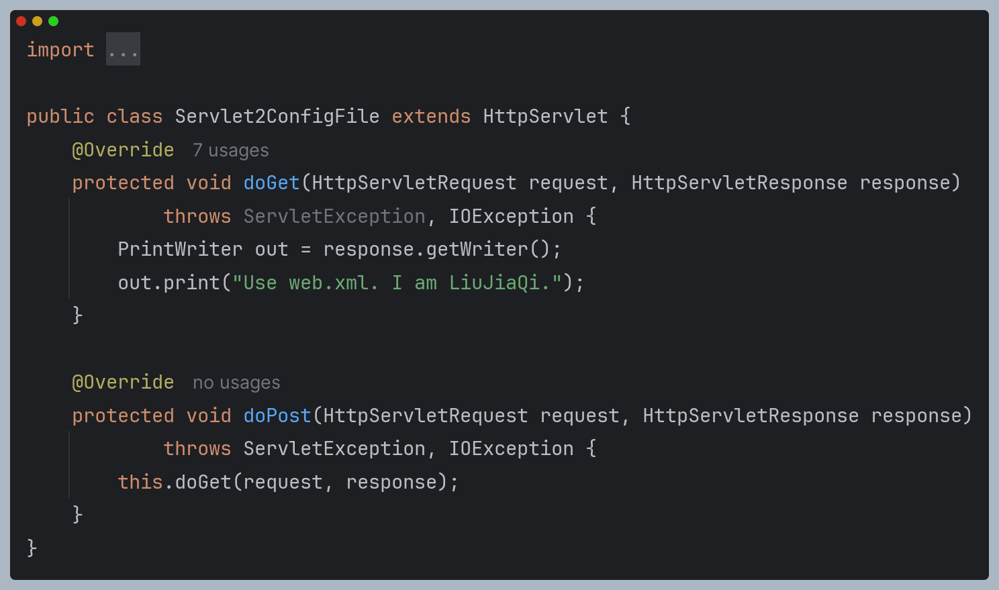 import ...
public class Servlet2ConfigFile extends HttpServlet {
@Override 7 usages
protected void doGet(HttpServletRequest request, HttpServletResponse response)
throws ServletException, IOException {
PrintWriter out = response.getWriter();
out.print("Use web.xml. I am LiuJiaQi.");
}
@Override no usages
protected void doPost(HttpServletRequest request, HttpServletResponse response)
throws ServletException, IOException {
this.doGet(request, response);
}
}